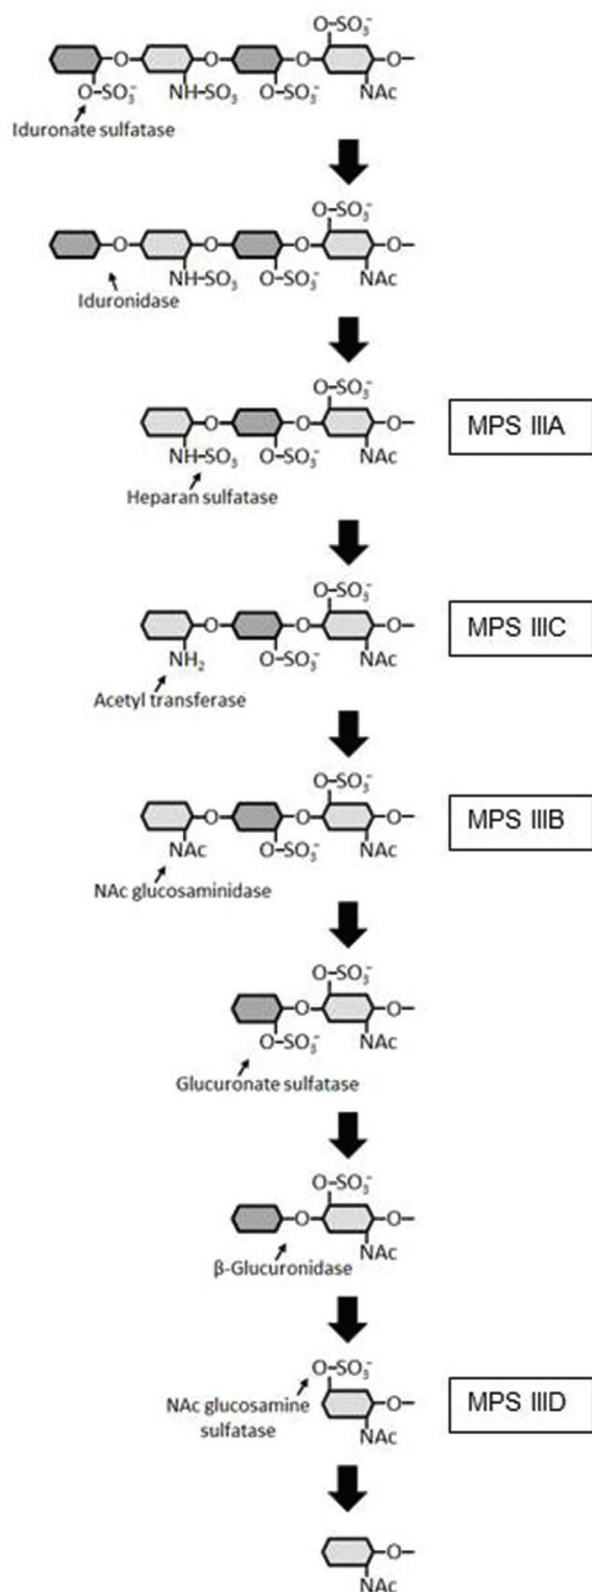 O-SO₃⁻
O O O O
O-SO₃⁻ NH-SO₃ O-SO₃⁻ NAc
Iduronate sulfatase
O-SO₃⁻
O O O O
NH-SO₃ O-SO₃⁻ NAc
Iduronidase
O-SO₃⁻
O O O MPS IIIA
NH-SO₃ O-SO₃⁻ NAc
Heparan sulfatase
O-SO₃⁻
O O O MPS IIIC
NH₂ O-SO₃⁻ NAc
Acetyl transferase
O-SO₃⁻
O O O MPS IIIB
NAc O-SO₃⁻ NAc
NAc glucosaminidase
O-SO₃⁻
O O
O-SO₃⁻ NAc
Glucuronate sulfatase
O-SO₃⁻
O O
NAc
β-Glucuronidase
O-SO₃⁻
NAc glucosamine O MPS IIID
sulfatase
NAc
O
NAc